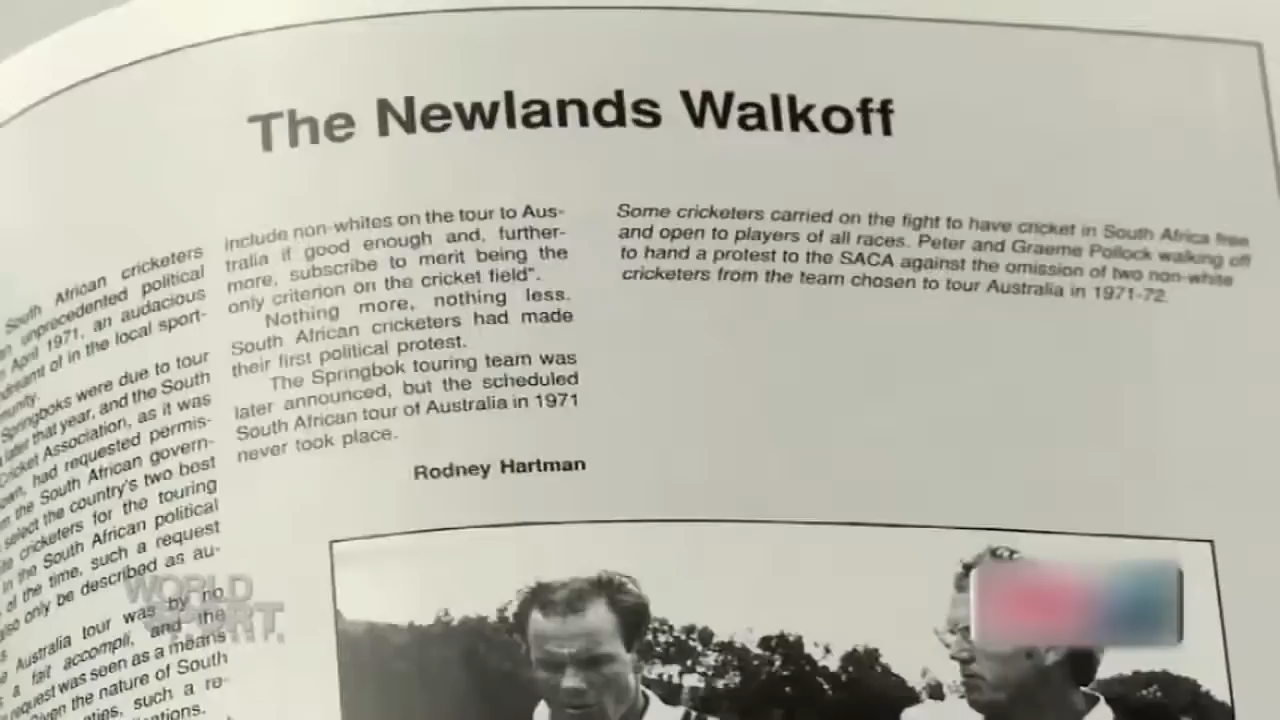 The Newlands Walkoff
South African cricketers
unprecedented political
April 1971, an audacious
dreamt of in the local sport-
munity.
Springboks were due to tour
later that year, and the South
Cricket Association, as it was
had requested permis-
the South African govern-
select the country's two best
cricketers for the touring
in the South African political
of the time, such a request
also only be described as au-
Australia tour was by no
a fait accompli, and the
request was seen as a means
given the nature of South
such a re-
include non-whites on the tour to Aus-
tralia if good enough and, further-
more, subscribe to merit being the
only criterion on the cricket field".
Nothing more, nothing less.
South African cricketers had made
their first political protest.
The Springbok touring team was
later announced, but the scheduled
South African tour of Australia in 1971
never took place.
Rodney Hartman
Some cricketers carried on the fight to have cricket in South Africa free
and open to players of all races. Peter and Graeme Pollock walking off
to hand a protest to the SACA against the omission of two non-white
cricketers from the team chosen to tour Australia in 1971-72.
WORLD
SPORT.